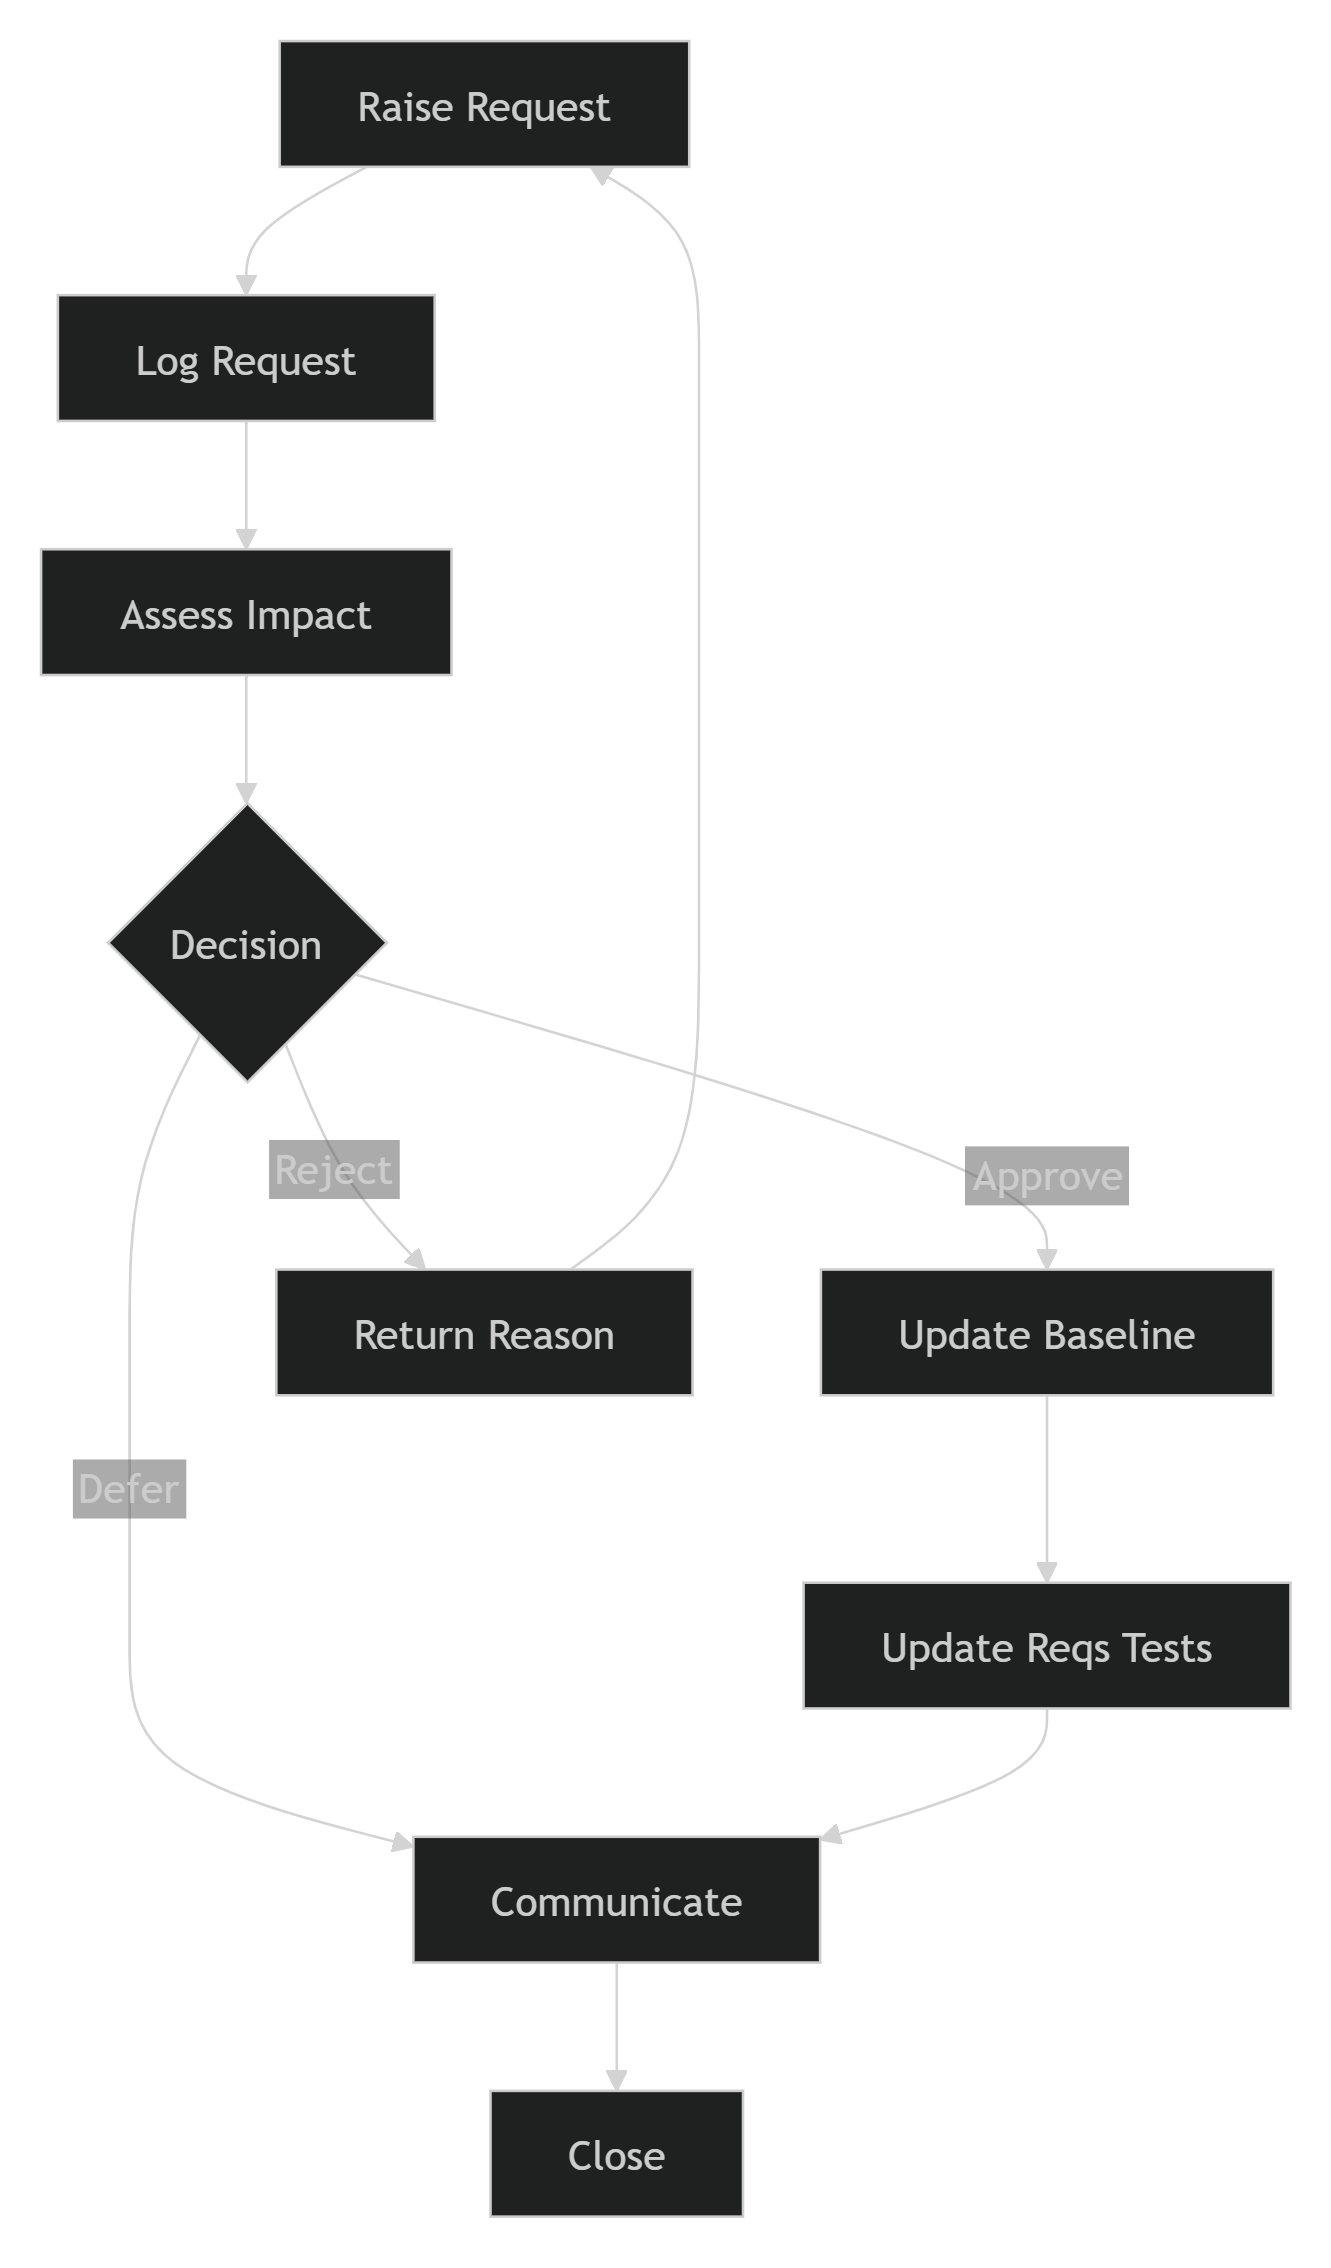 Raise Request
Log Request
Assess Impact
Decision
Reject
Approve
Return Reason
Update Baseline
Defer
Update Reqs Tests
Communicate
Close